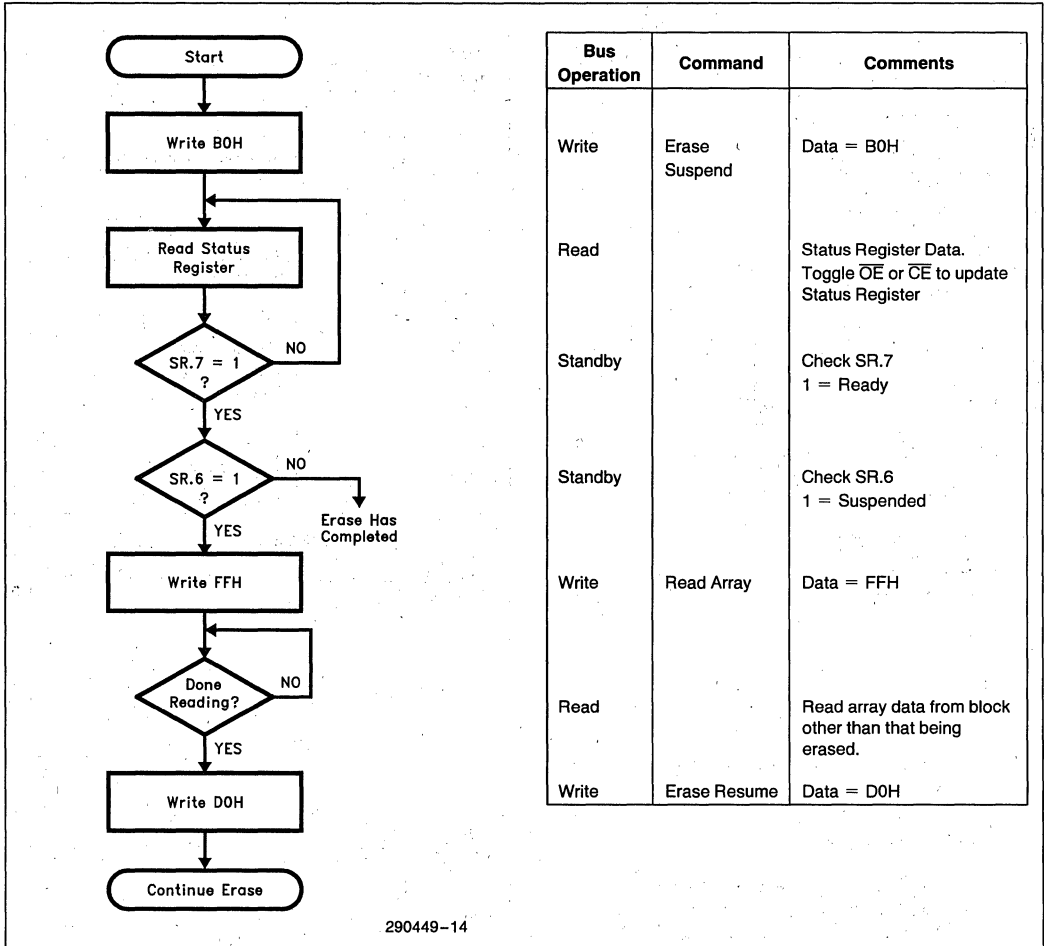 Start
Write B0H
Read Status
Register
SR.7 = 1
?
NO
YES
SR.6 = 1
?
NO
Erase Has
Completed
YES
Write FFH
Done
Reading?
NO
YES
Write D0H
Continue Erase
Bus
Operation
Command
Comments
Write
Erase
Suspend
Data = B0H
Read
Status Register Data.
Toggle O̅E̅ or C̅E̅ to update
Status Register
Standby
Check SR.7
1 = Ready
Standby
Check SR.6
1 = Suspended
Write
Read Array
Data = FFH
Read
Read array data from block
other than that being
erased.
Write
Erase Resume
Data = D0H
290449–14